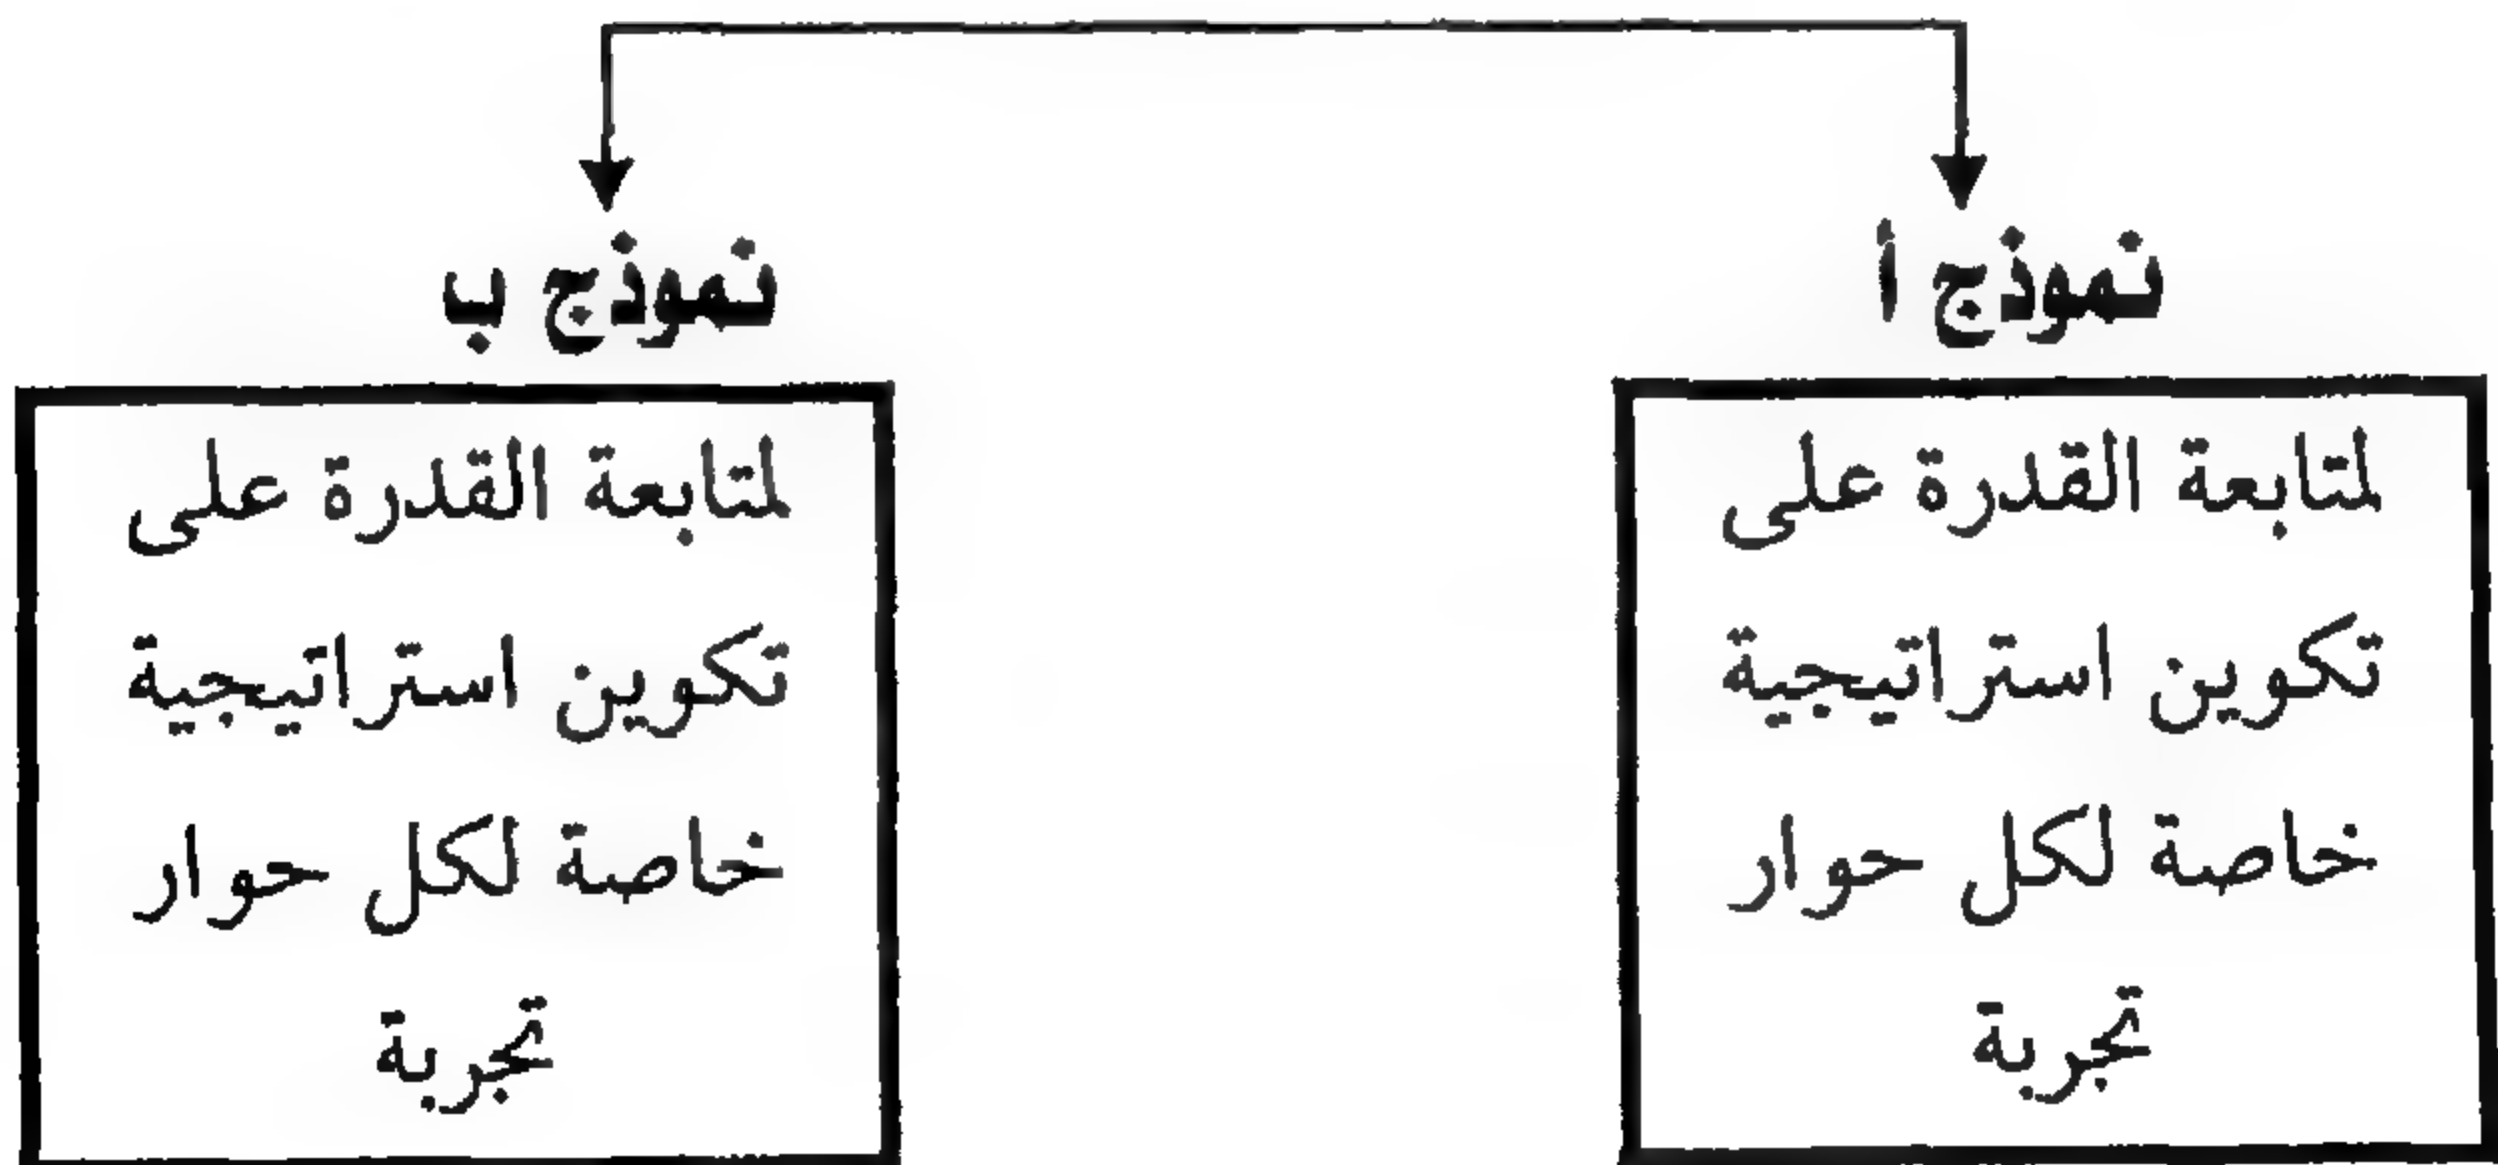 نموذج أ
لمتابعة القدرة على
تكوين استراتيجية
خاصة لكل حوار
تجربة
نموذج ب
لمتابعة القدرة على
تكوين استراتيجية
خاصة لكل حوار
تجربة